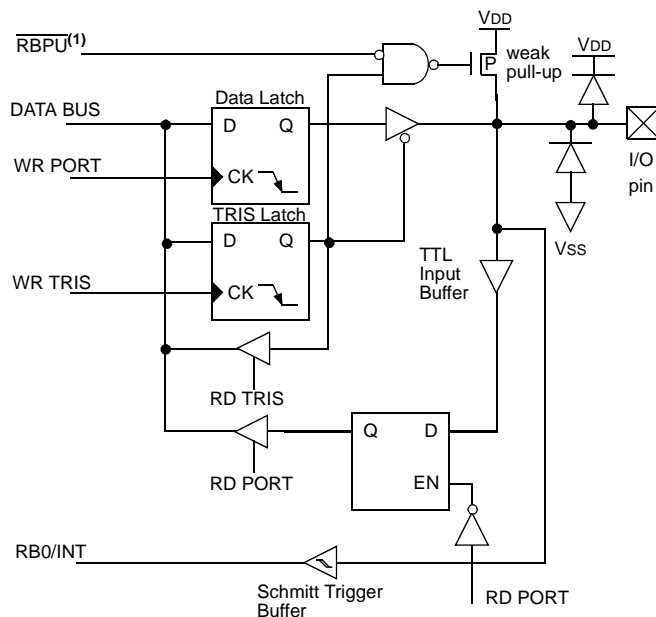 VDD
RBPU(1)
P
weak
pull-up
VDD
DATA BUS
Data Latch
D Q
WR PORT
CK
I/O
pin
TRIS Latch
D Q
VSS
TTL
Input
Buffer
WR TRIS
CK
RD TRIS
Q D
RD PORT
EN
RB0/INT
Schmitt Trigger
Buffer
RD PORT